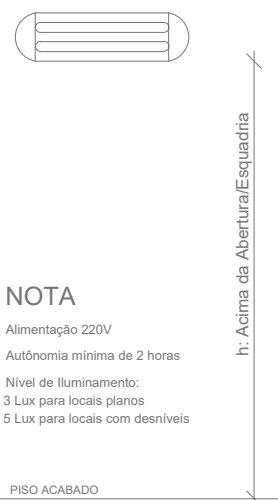 h: Acima da Abertura/Esquadria
NOTA
Alimentação 220V
Autônomia mínima de 2 horas
Nível de Iluminamento:
3 Lux para locais planos
5 Lux para locais com desníveis
PISO ACABADO